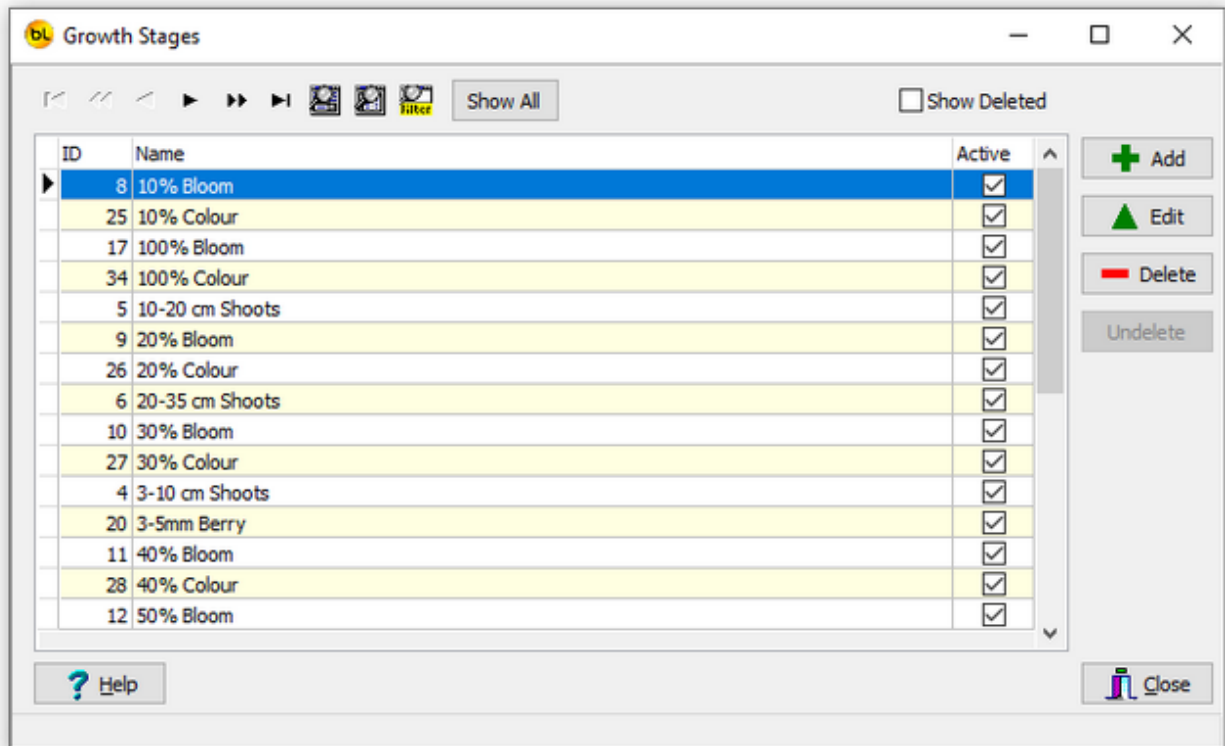 bL Growth Stages
filter Show All Show Deleted
ID Name Active
8 10% Bloom
25 10% Colour
17 100% Bloom
34 100% Colour
5 10-20 cm Shoots
9 20% Bloom
26 20% Colour
6 20-35 cm Shoots
10 30% Bloom
27 30% Colour
4 3-10 cm Shoots
20 3-5mm Berry
11 40% Bloom
28 40% Colour
12 50% Bloom
Add
Edit
Delete
Undelete
? Help
Close